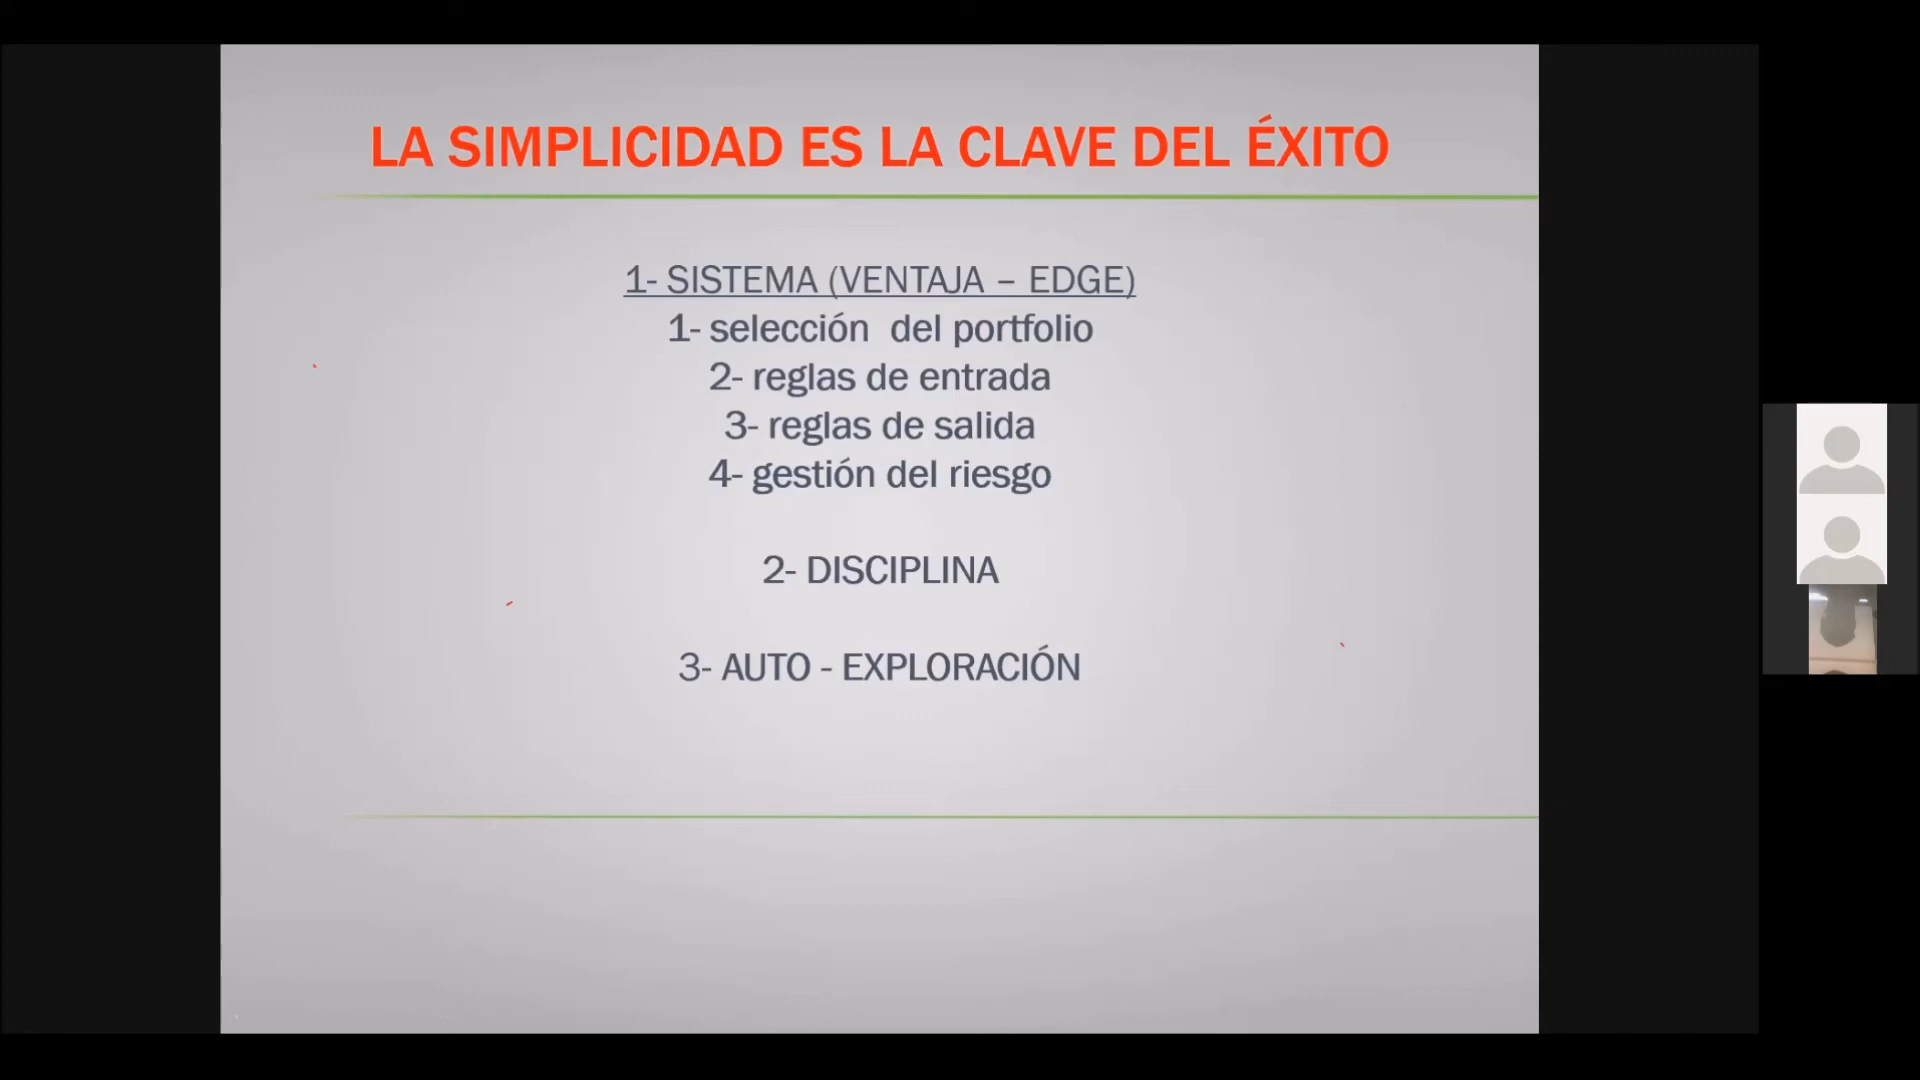 LA SIMPLICIDAD ES LA CLAVE DEL ÉXITO
1- SISTEMA (VENTAJA – EDGE)
1- selección  del portfolio
2- reglas de entrada
3- reglas de salida
4- gestión del riesgo
2- DISCIPLINA
3- AUTO - EXPLORACIÓN